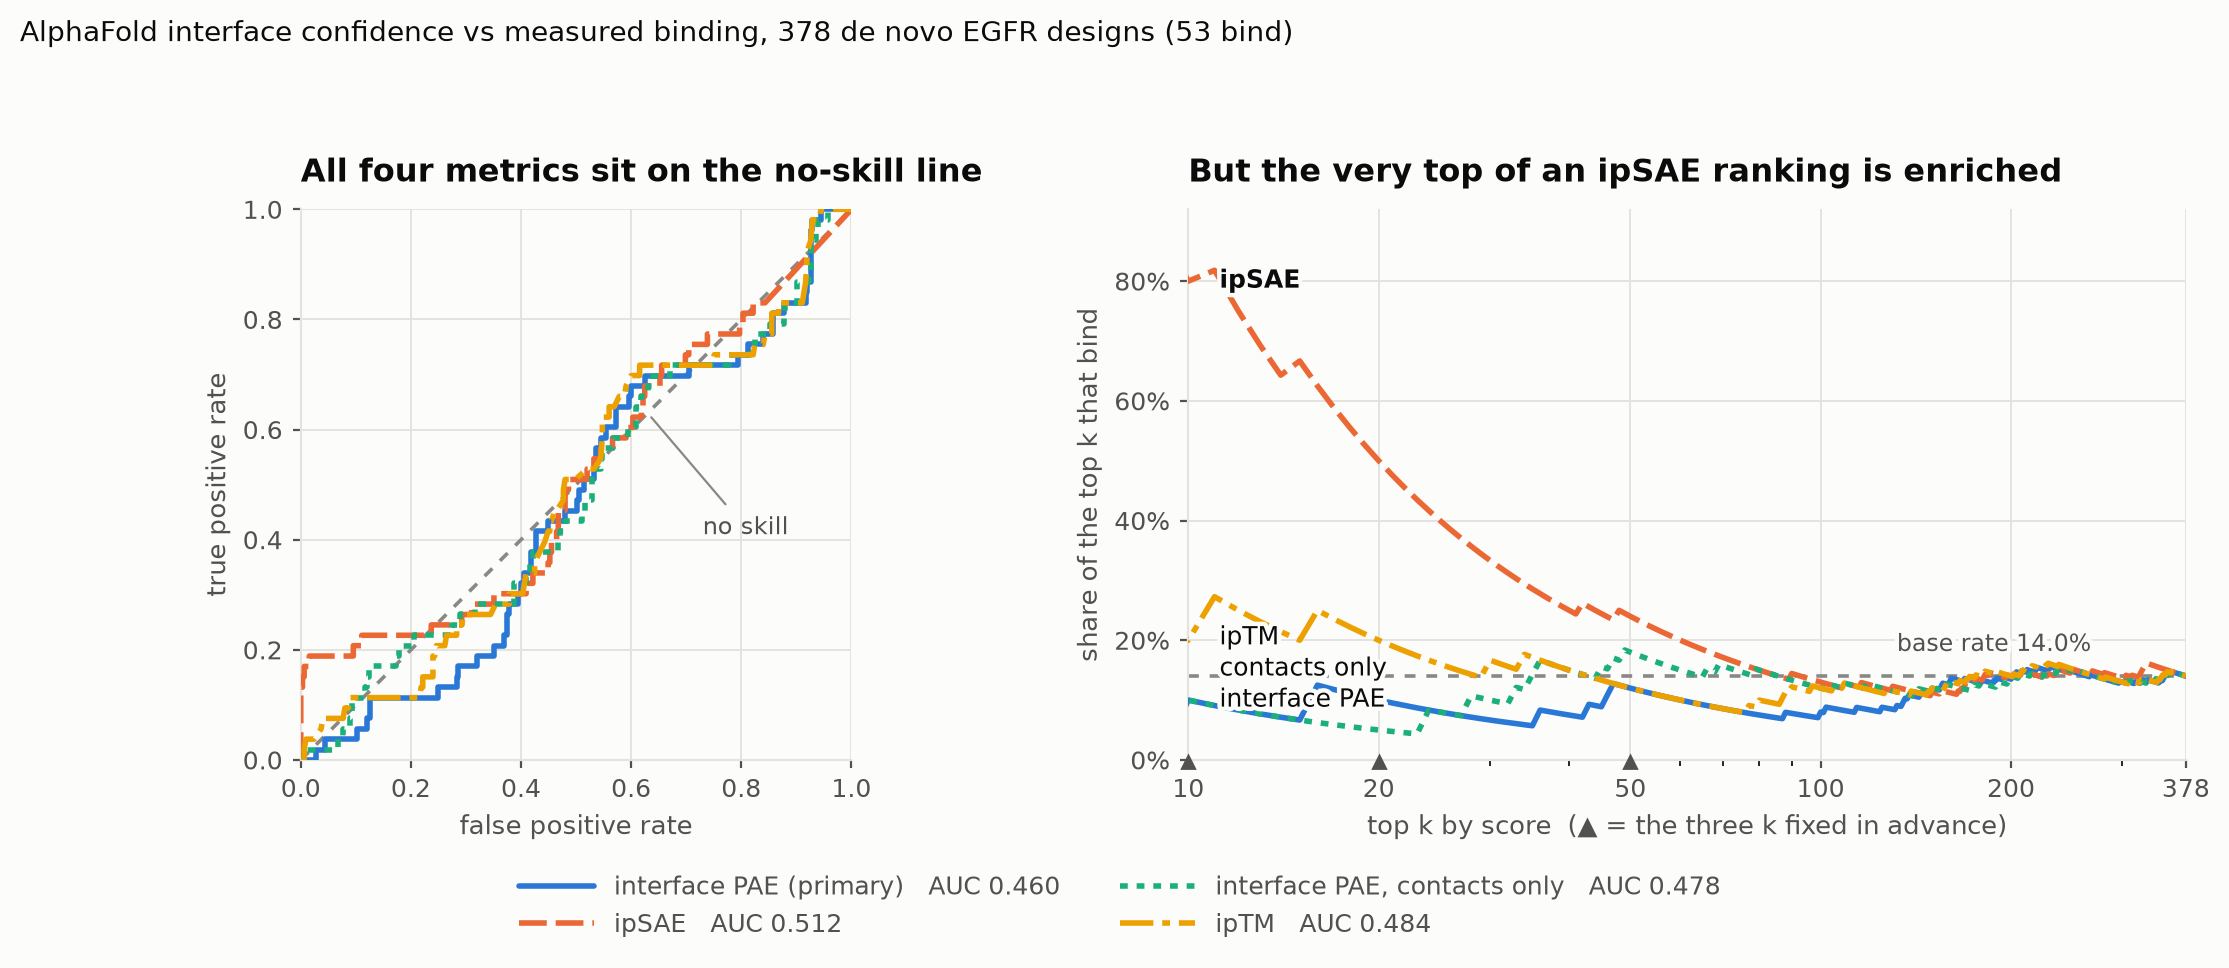 AlphaFold interface confidence vs measured binding, 378 de novo EGFR designs (53 bind)
All four metrics sit on the no-skill line
1.0
0.8
0.6
0.4
0.2
0.0
true positive rate
no skill
0.0 0.2 0.4 0.6 0.8 1.0
false positive rate
But the very top of an ipSAE ranking is enriched
80%
60%
40%
20%
0%
share of the top k that bind
ipSAE
ipTM
contacts only
interface PAE
base rate 14.0%
10 20 50 100 200 378
top k by score (▲ = the three k fixed in advance)
interface PAE (primary) AUC 0.460
ipSAE AUC 0.512
interface PAE, contacts only AUC 0.478
ipTM AUC 0.484